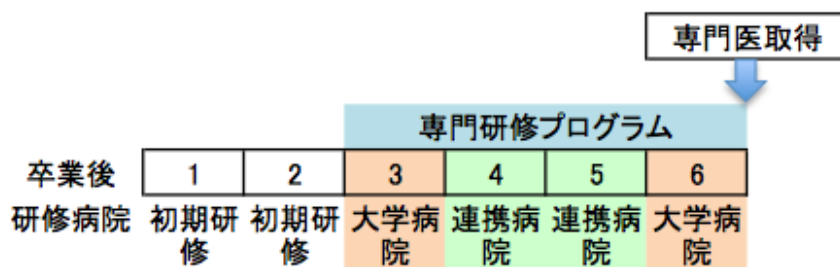 専門医取得
専門研修プログラム
卒業後 1 2 3 4 5 6
研修病院 初期研 初期研 大学病 連携病 連携病 大学病
修 修 院 院 院 院